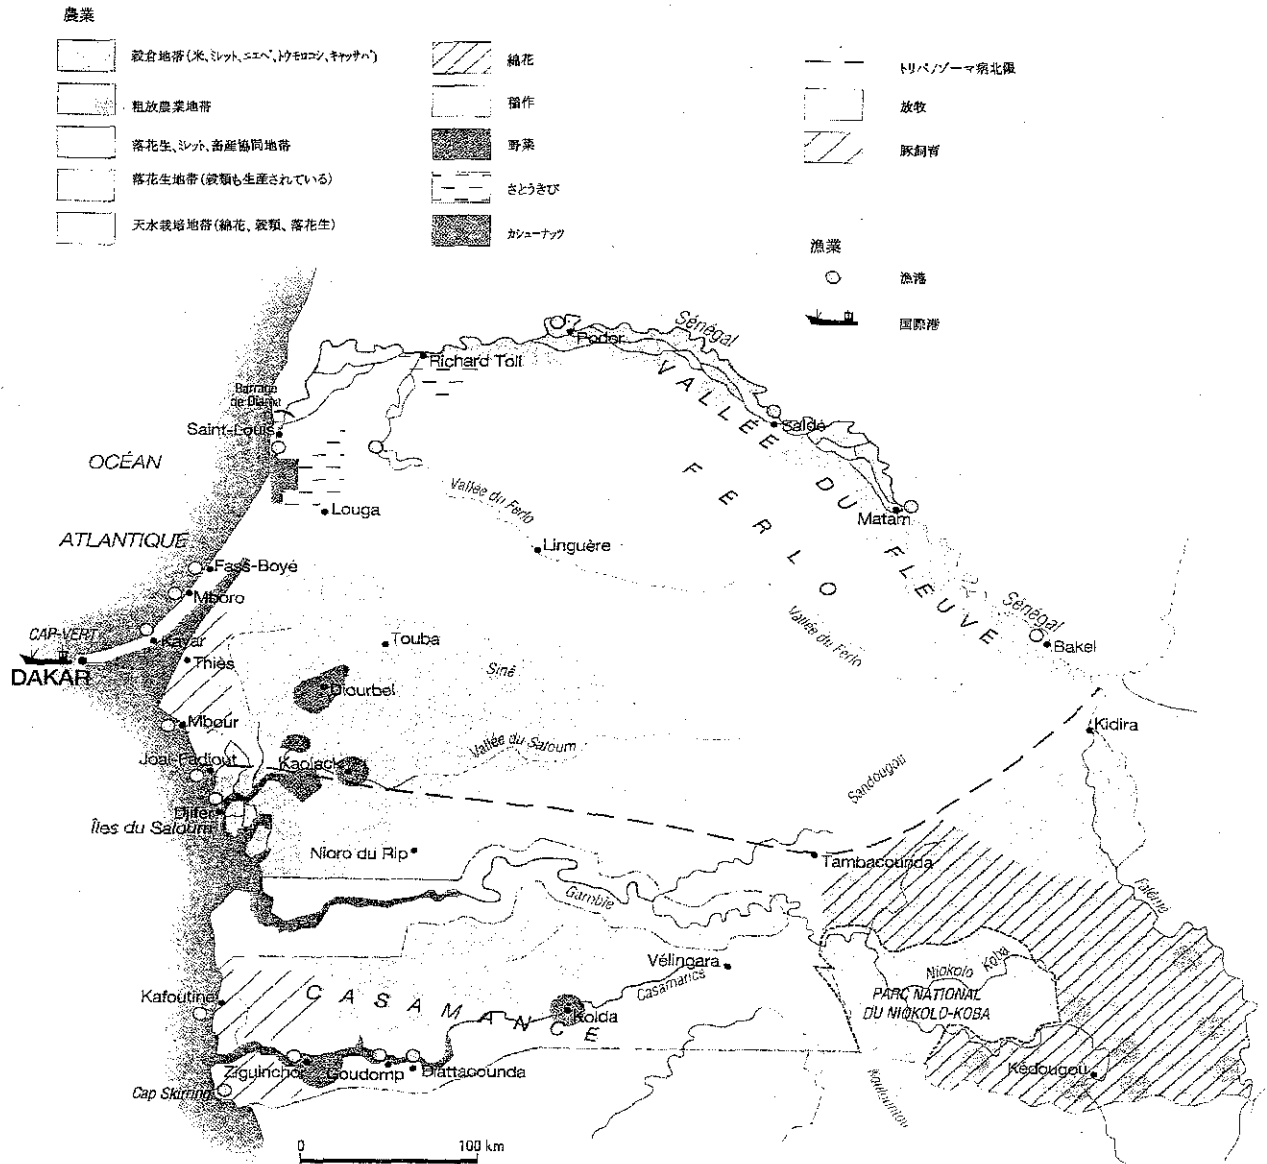 農業
穀倉地帯(米、ミレット、ニエベ、トウモロコシ、キャッサバ)
粗放農業地帯
落花生、ミレット、畜産協同地帯
落花生地帯(穀類も生産されている)
天水栽培地帯(綿花、穀類、落花生)
綿花
稲作
野菜
さとうきび
カシューナッツ
トリパノゾーマ病北限
放牧
豚飼育
漁業
漁港
国際港
Sénégal
Podor
Richard Toll
VALLÉE DU FLEUVE
Barrage
de Diama
Saint-Louis
Saldé
OCÉAN
ATLANTIQUE
FERLO
Vallée du Ferlo
Louga
Matam
Linguère
Fass-Boyé
Mboro
Sénégal
Vallée du Ferlo
CAP-VERT
Kayar
Touba
Bakel
DAKAR
Thiès
Sine
Diourbel
Mbour
Kidira
Vallée du Saloum
Joal-Fadiout
Kaolack
Sandougou
Djifer
Îles du Saloum
Nioro du Rip
Tambacounda
Gambie
Falémé
Vélingara
Casamance
Niokolo Koba
Kafoutine
CASAMANCE
PARC NATIONAL
DU NIOKOLO-KOBA
Kolda
Ziguinchor
Goudomp
Diattacounda
Kédougou
Cap Skirring
Koulountou
0 100 km